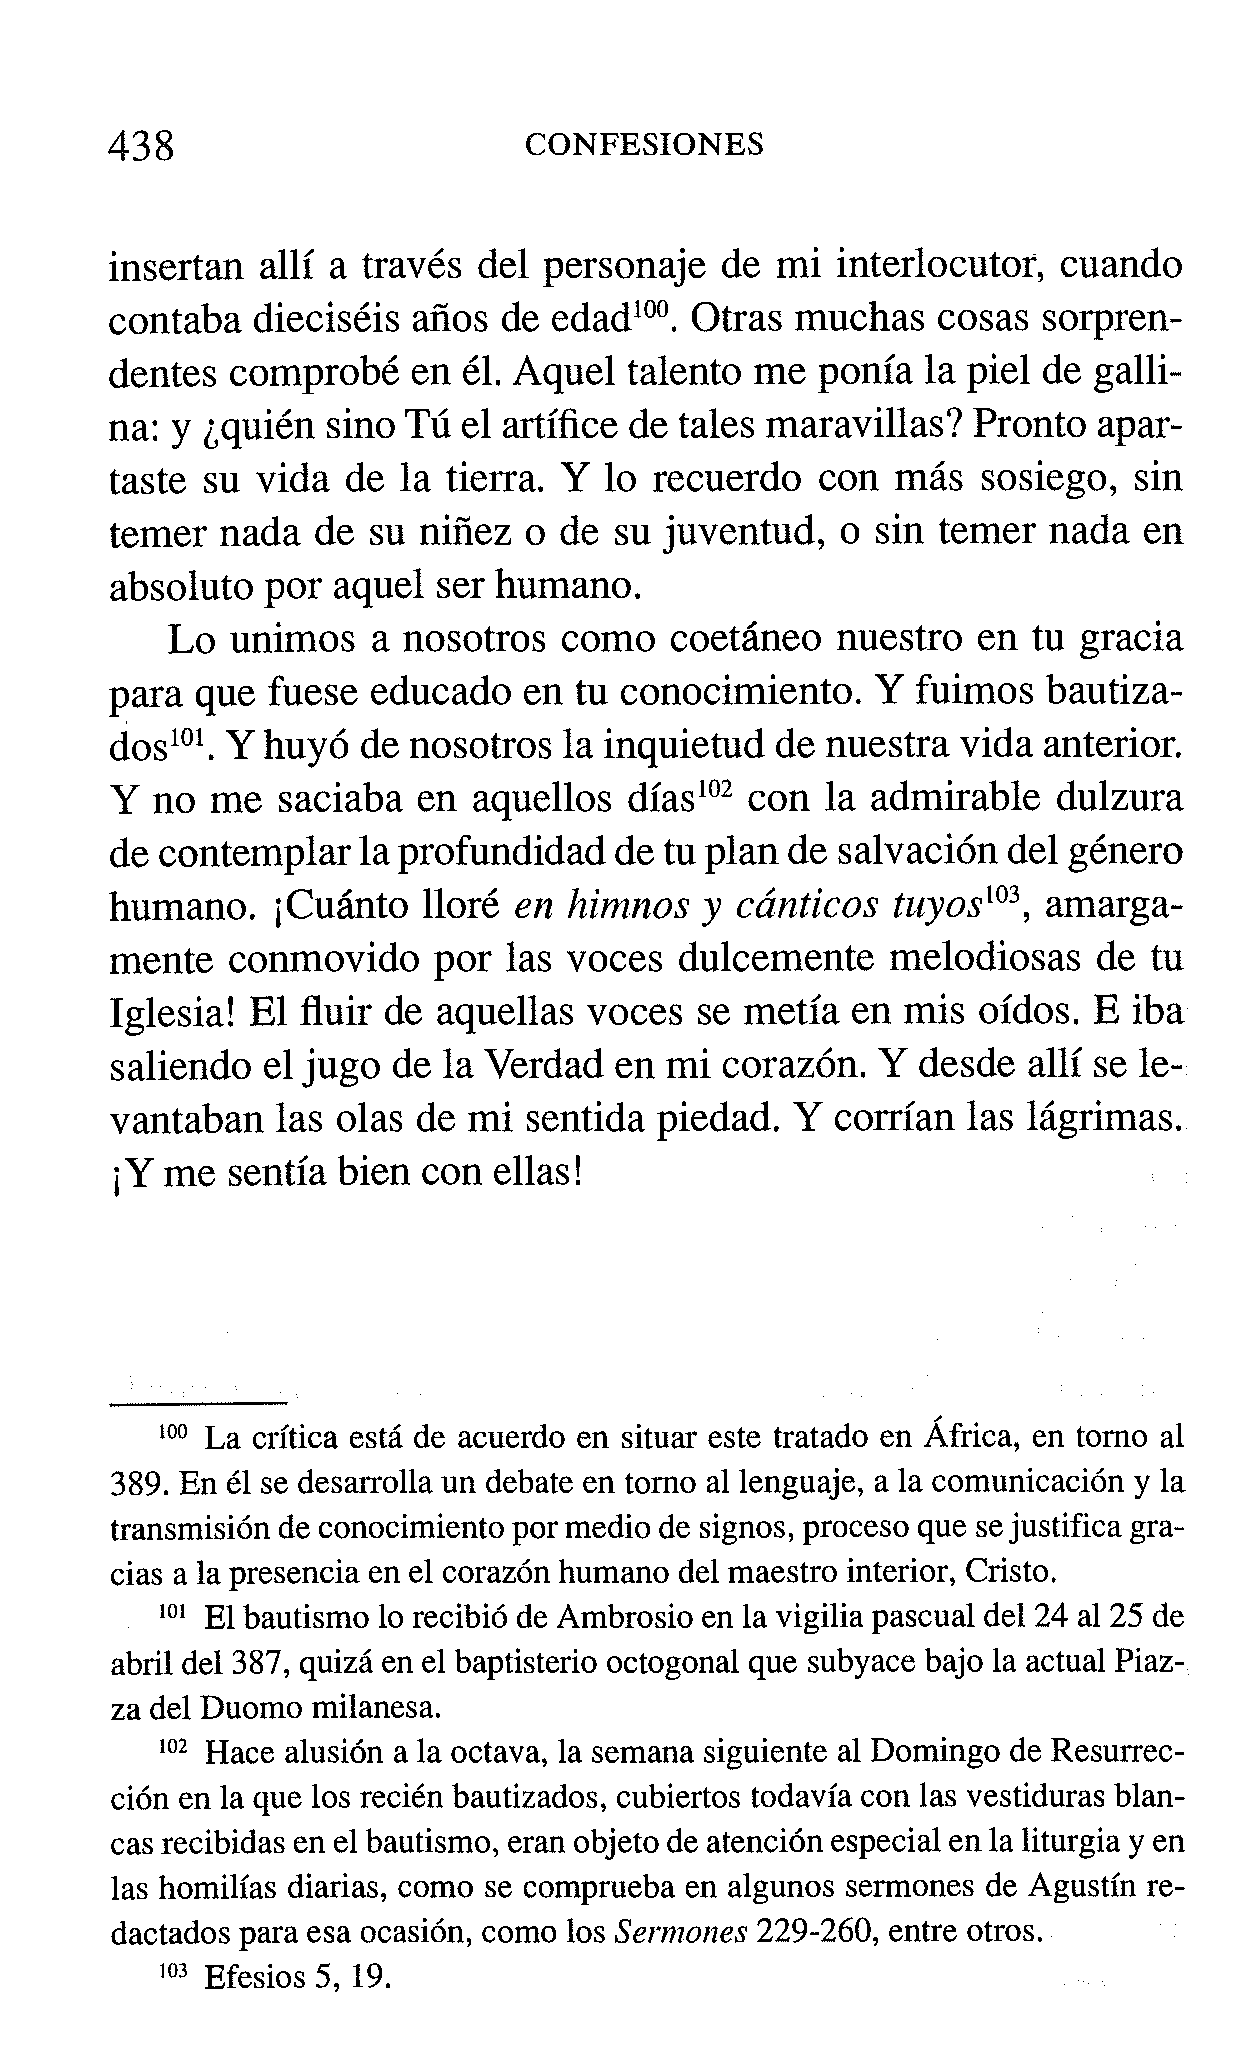 438 CONFESIONES
insertan allí a través del personaje de mi interlocutor, cuando
contaba dieciséis años de edad¹⁰⁰. Otras muchas cosas sorpren-
dentes comprobé en él. Aquel talento me ponía la piel de galli-
na: y ¿quién sino Tú el artífice de tales maravillas? Pronto apar-
taste su vida de la tierra. Y lo recuerdo con más sosiego, sin
temer nada de su niñez o de su juventud, o sin temer nada en
absoluto por aquel ser humano.
Lo unimos a nosotros como coetáneo nuestro en tu gracia
para que fuese educado en tu conocimiento. Y fuimos bautiza-
dos¹⁰¹. Y huyó de nosotros la inquietud de nuestra vida anterior.
Y no me saciaba en aquellos días¹⁰² con la admirable dulzura
de contemplar la profundidad de tu plan de salvación del género
humano. ¡Cuánto lloré en himnos y cánticos tuyos¹⁰³, amarga-
mente conmovido por las voces dulcemente melodiosas de tu
Iglesia! El fluir de aquellas voces se metía en mis oídos. E iba
saliendo el jugo de la Verdad en mi corazón. Y desde allí se le-
vantaban las olas de mi sentida piedad. Y corrían las lágrimas.
¡Y me sentía bien con ellas!
¹⁰⁰ La crítica está de acuerdo en situar este tratado en África, en torno al
389. En él se desarrolla un debate en torno al lenguaje, a la comunicación y la
transmisión de conocimiento por medio de signos, proceso que se justifica gra-
cias a la presencia en el corazón humano del maestro interior, Cristo.
¹⁰¹ El bautismo lo recibió de Ambrosio en la vigilia pascual del 24 al 25 de
abril del 387, quizá en el baptisterio octogonal que subyace bajo la actual Piaz-
za del Duomo milanesa.
¹⁰² Hace alusión a la octava, la semana siguiente al Domingo de Resurrec-
ción en la que los recién bautizados, cubiertos todavía con las vestiduras blan-
cas recibidas en el bautismo, eran objeto de atención especial en la liturgia y en
las homilías diarias, como se comprueba en algunos sermones de Agustín re-
dactados para esa ocasión, como los Sermones 229-260, entre otros.
¹⁰³ Efesios 5, 19.